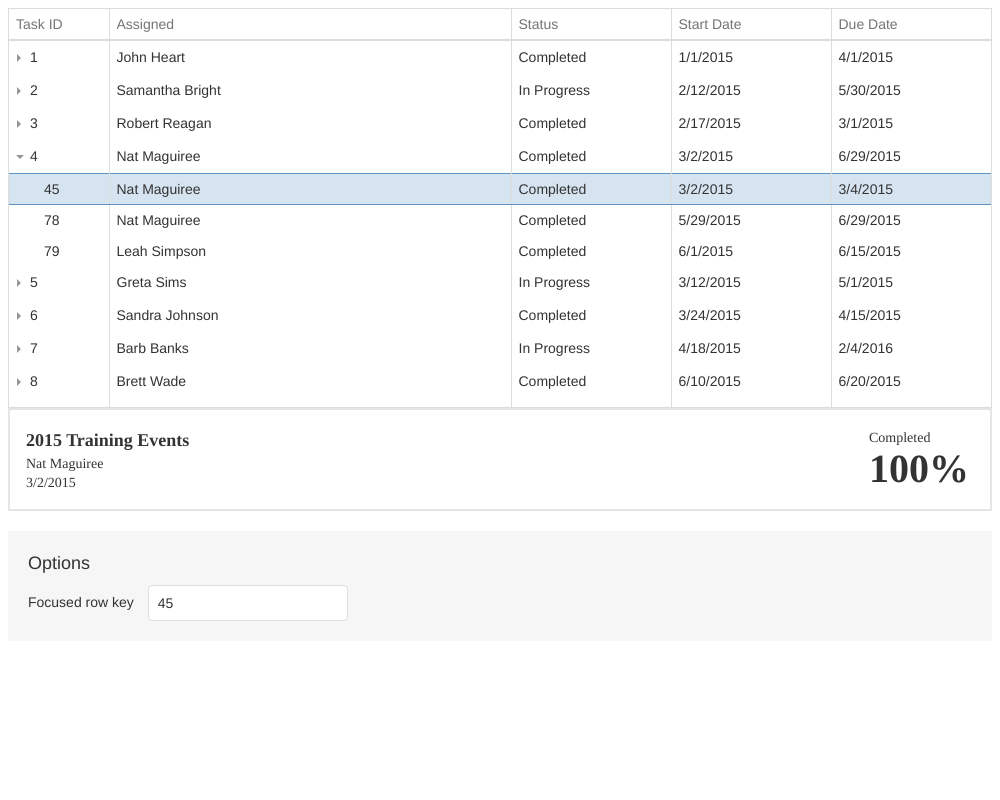 Task ID Assigned Status Start Date Due Date
1 John Heart Completed 1/1/2015 4/1/2015
2 Samantha Bright In Progress 2/12/2015 5/30/2015
3 Robert Reagan Completed 2/17/2015 3/1/2015
4 Nat Maguiree Completed 3/2/2015 6/29/2015
45 Nat Maguiree Completed 3/2/2015 3/4/2015
78 Nat Maguiree Completed 5/29/2015 6/29/2015
79 Leah Simpson Completed 6/1/2015 6/15/2015
5 Greta Sims In Progress 3/12/2015 5/1/2015
6 Sandra Johnson Completed 3/24/2015 4/15/2015
7 Barb Banks In Progress 4/18/2015 2/4/2016
8 Brett Wade Completed 6/10/2015 6/20/2015
2015 Training Events
Nat Maguiree
3/2/2015
Completed
100%
Options
Focused row key 45